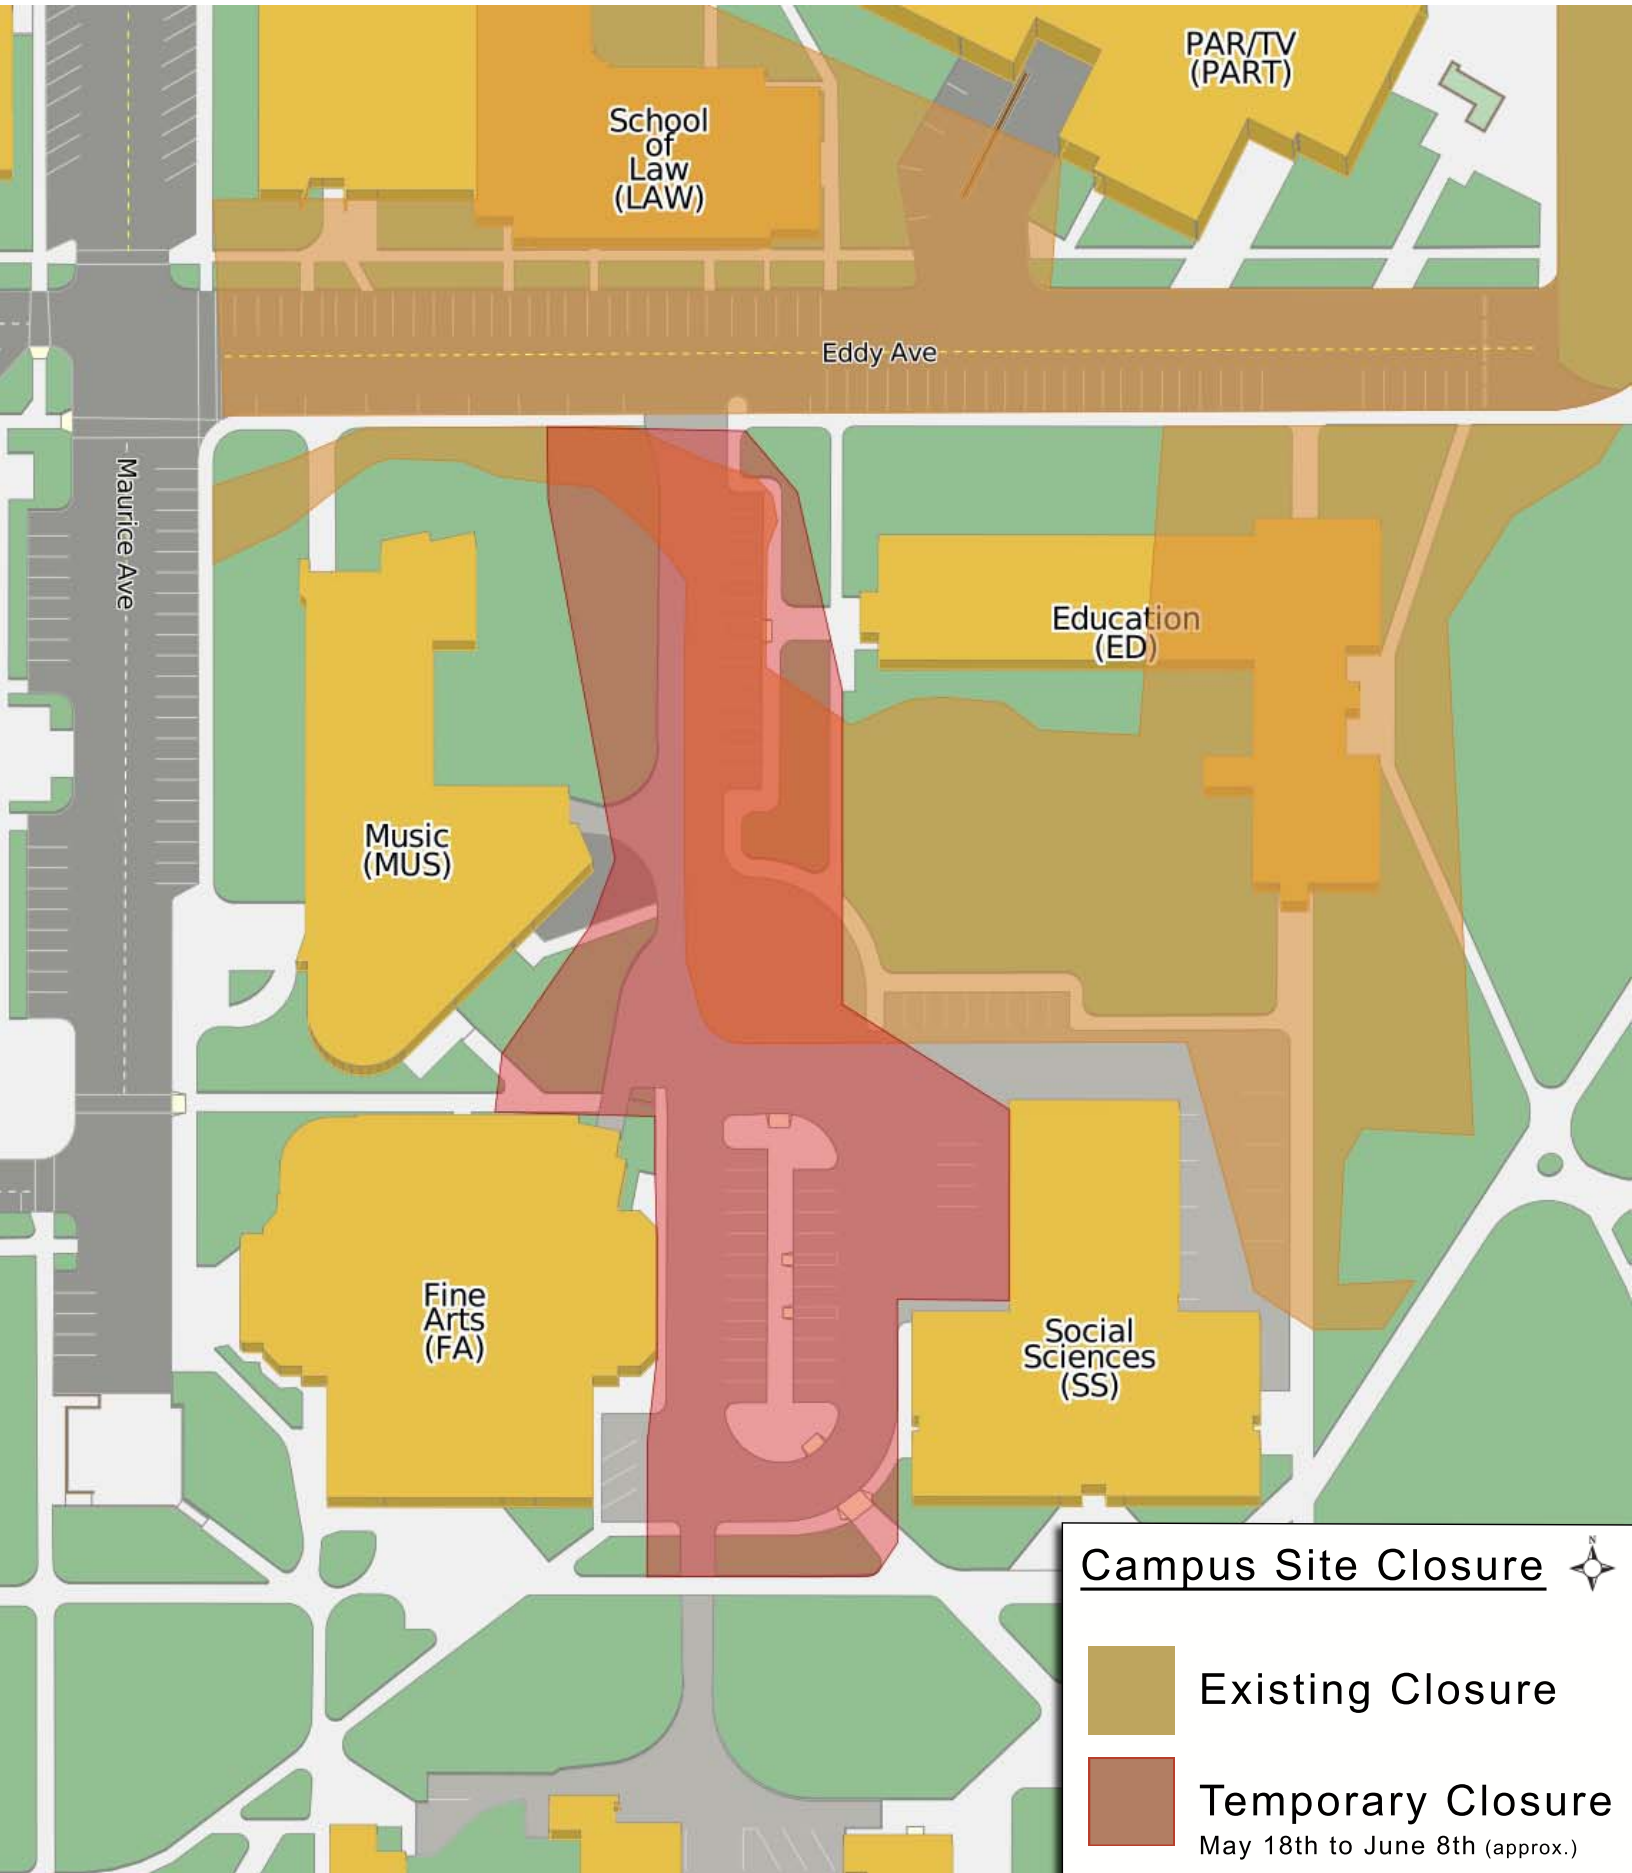 PAR/TV
(PART)
School
of
Law
(LAW)
Eddy Ave
Maurice Ave
Education
(ED)
Music
(MUS)
Fine
Arts
(FA)
Social
Sciences
(SS)
Campus Site Closure
N
Existing Closure
Temporary Closure
May 18th to June 8th (approx.)